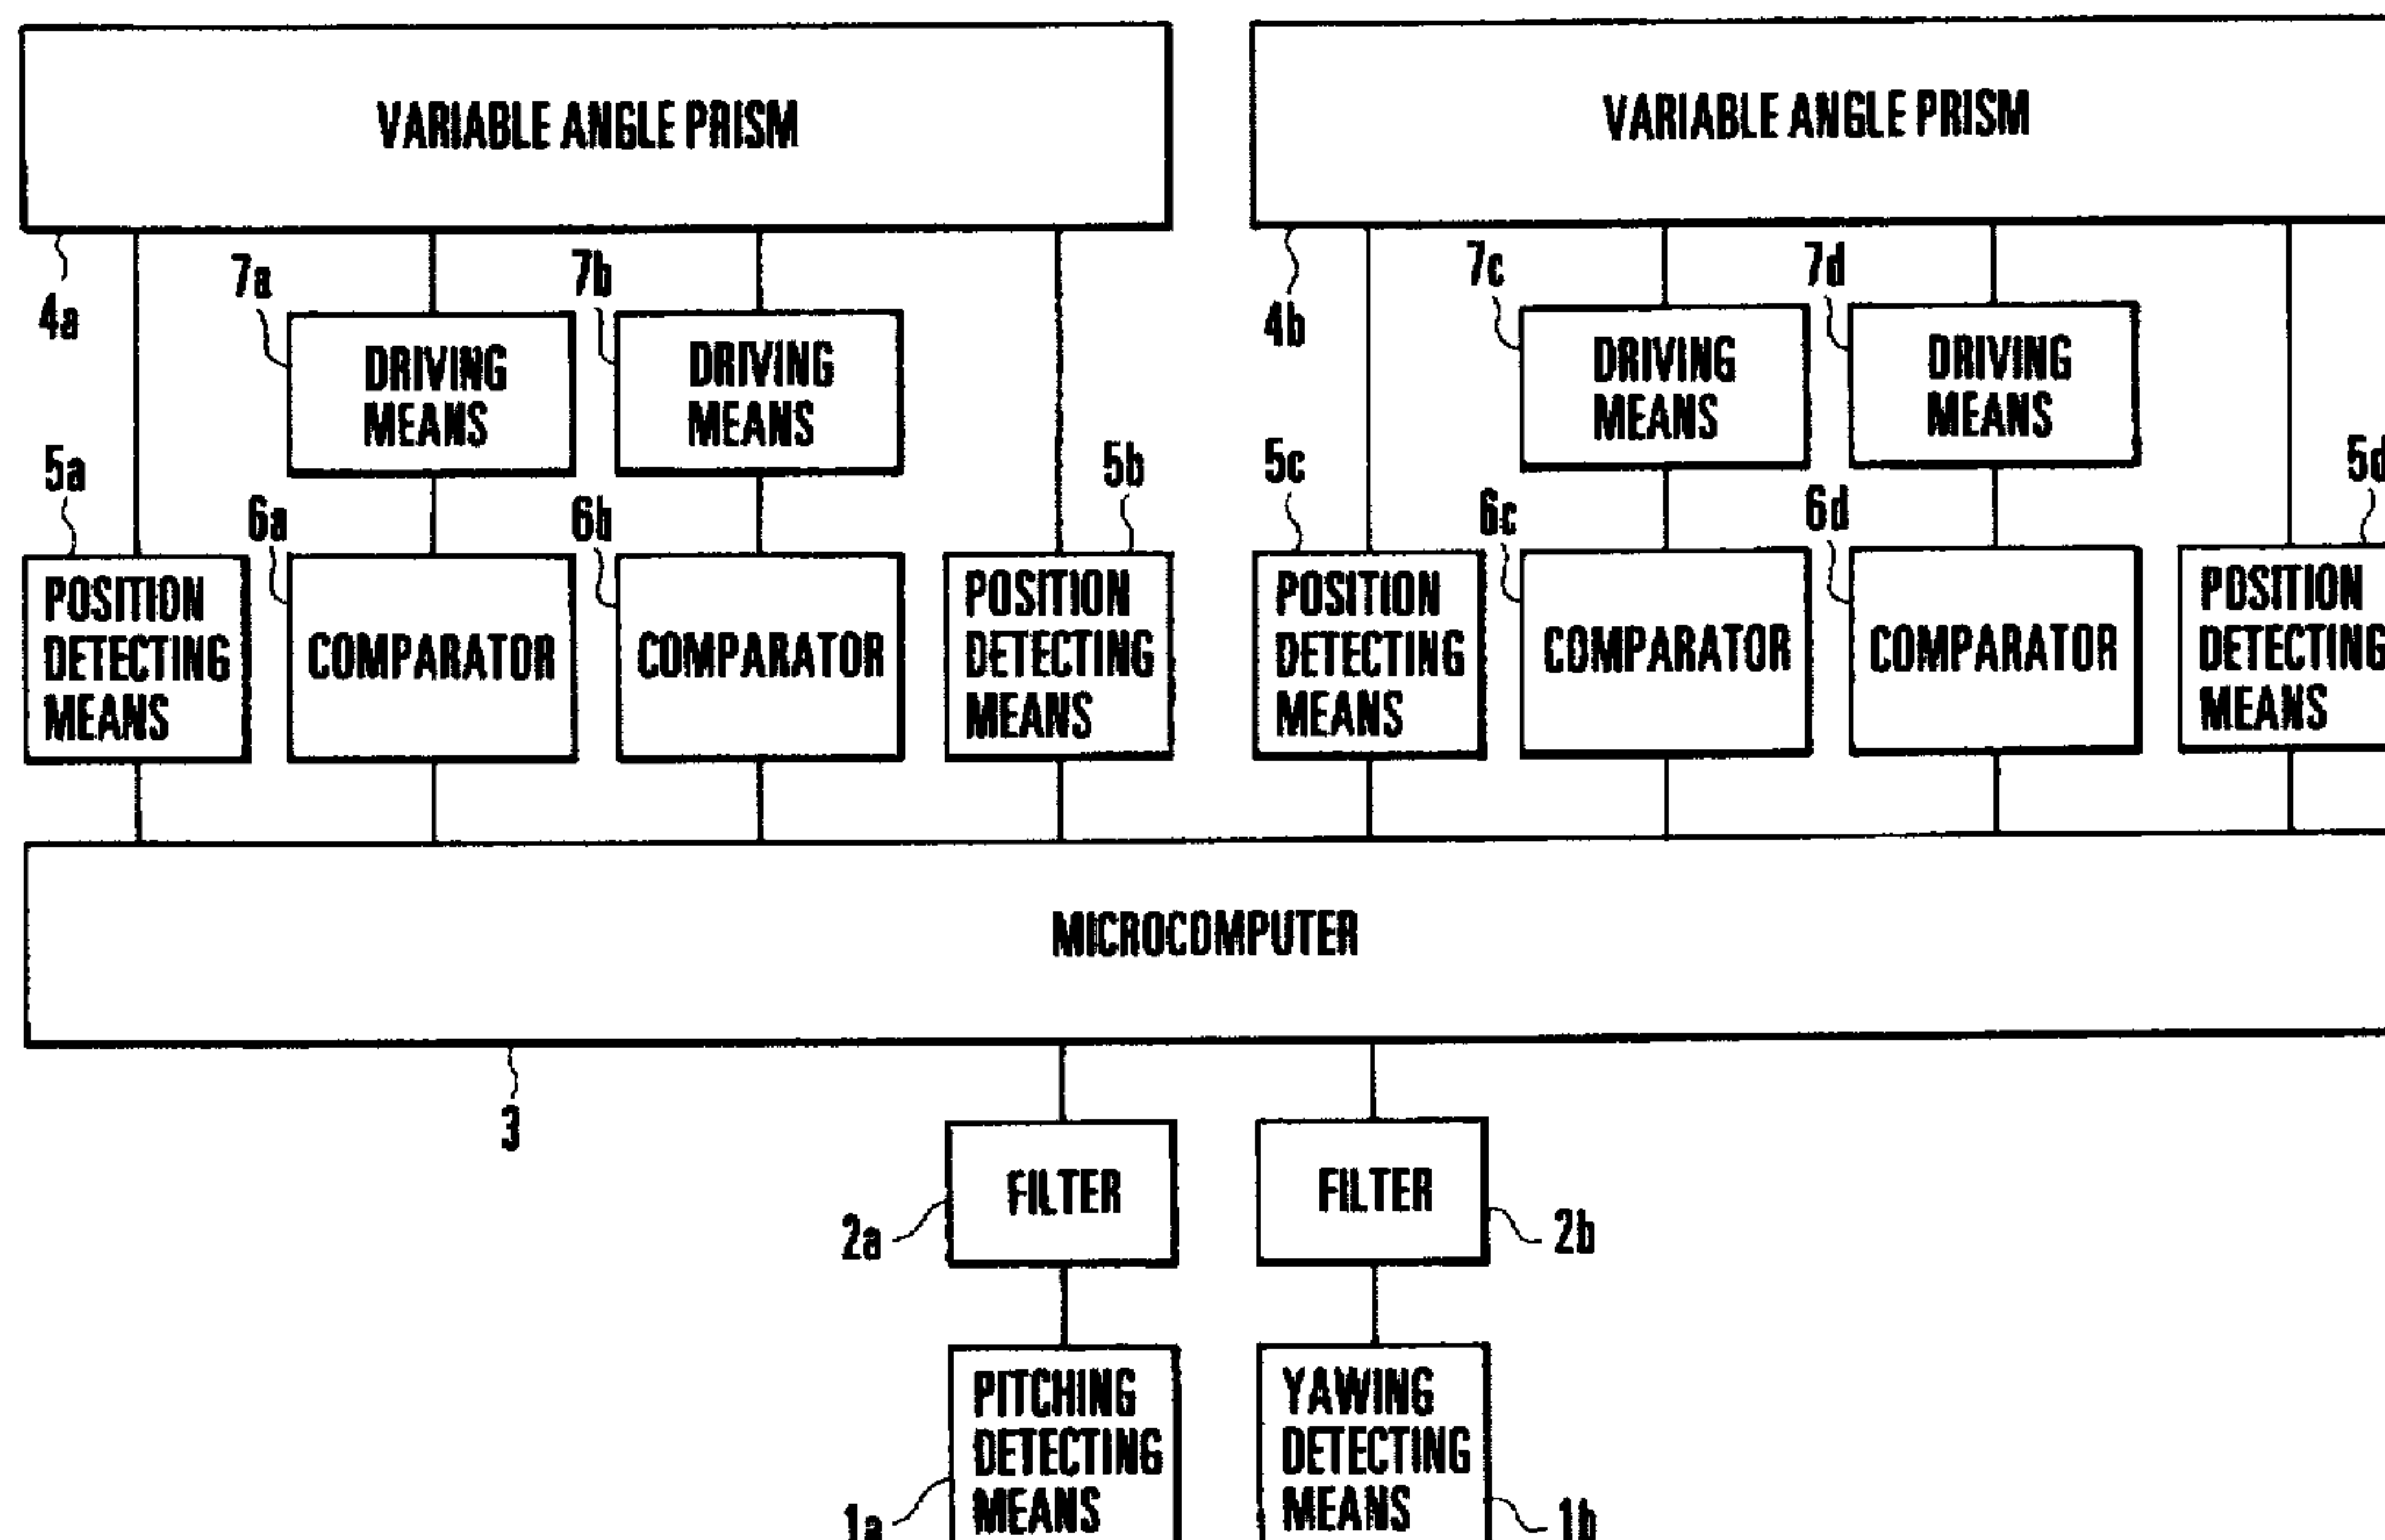 VARIABLE ANGLE PRISM
VARIABLE ANGLE PRISM
4a
7a
7b
4b
7c
7d
DRIVING
MEANS
DRIVING
MEANS
DRIVING
MEANS
DRIVING
MEANS
5a
6a
6b
5b
5c
6c
6d
5d
POSITION
DETECTING
MEANS
COMPARATOR
COMPARATOR
POSITION
DETECTING
MEANS
POSITION
DETECTING
MEANS
COMPARATOR
COMPARATOR
POSITION
DETECTING
MEANS
MICROCOMPUTER
3
FILTER
FILTER
2a
2b
PITCHING
DETECTING
MEANS
YAWING
DETECTING
MEANS
1a
1b